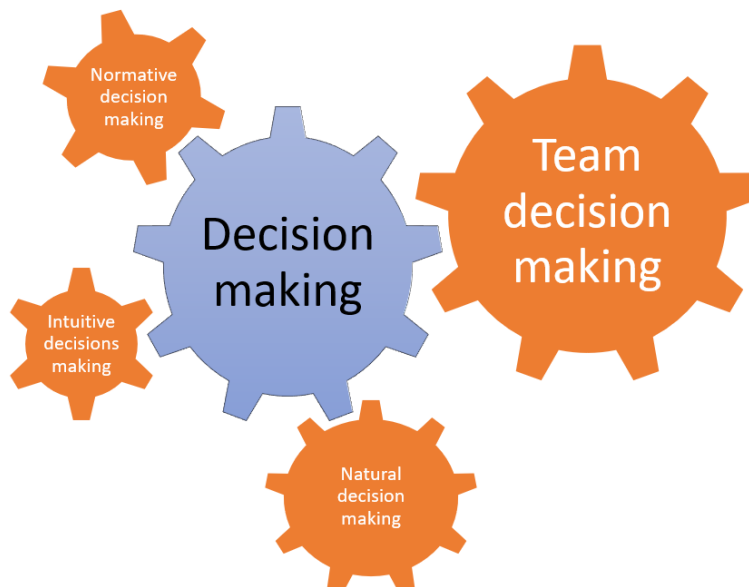 Normative
decision
making
Decision
making
Team
decision
making
Intuitive
decisions
making
Natural
decision
making